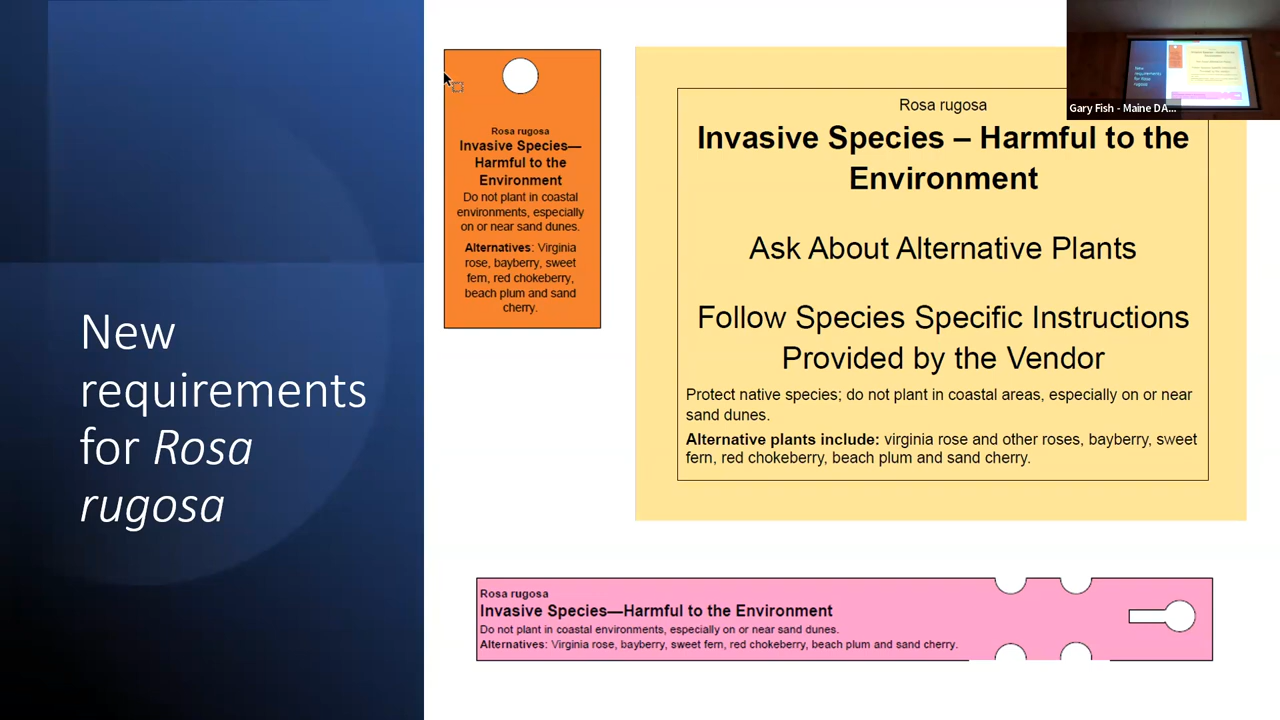 New
requirements
for Rosa
rugosa
Rosa rugosa
Invasive Species—
Harmful to the
Environment
Do not plant in coastal
environments, especially
on or near sand dunes.
Alternatives: Virginia
rose, bayberry, sweet
fern, red chokeberry,
beach plum and sand
cherry.
Rosa rugosa
Invasive Species – Harmful to the
Environment
Ask About Alternative Plants
Follow Species Specific Instructions
Provided by the Vendor
Protect native species; do not plant in coastal areas, especially on or near
sand dunes.
Alternative plants include: virginia rose and other roses, bayberry, sweet
fern, red chokeberry, beach plum and sand cherry.
Rosa rugosa
Invasive Species—Harmful to the Environment
Do not plant in coastal environments, especially on or near sand dunes.
Alternatives: Virginia rose, bayberry, sweet fern, red chokeberry, beach plum and sand cherry.
Gary Fish - Maine DA...